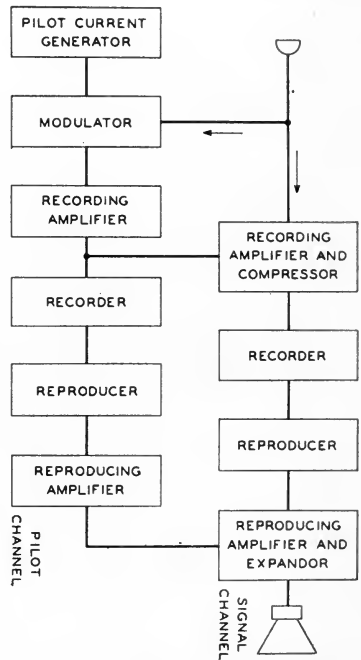 PILOT CURRENT
GENERATOR
MODULATOR
RECORDING
AMPLIFIER
RECORDER
REPRODUCER
REPRODUCING
AMPLIFIER
PILOT
CHANNEL
RECORDING
AMPLIFIER AND
COMPRESSOR
RECORDER
REPRODUCER
REPRODUCING
AMPLIFIER AND
EXPANDOR
SIGNAL
CHANNEL